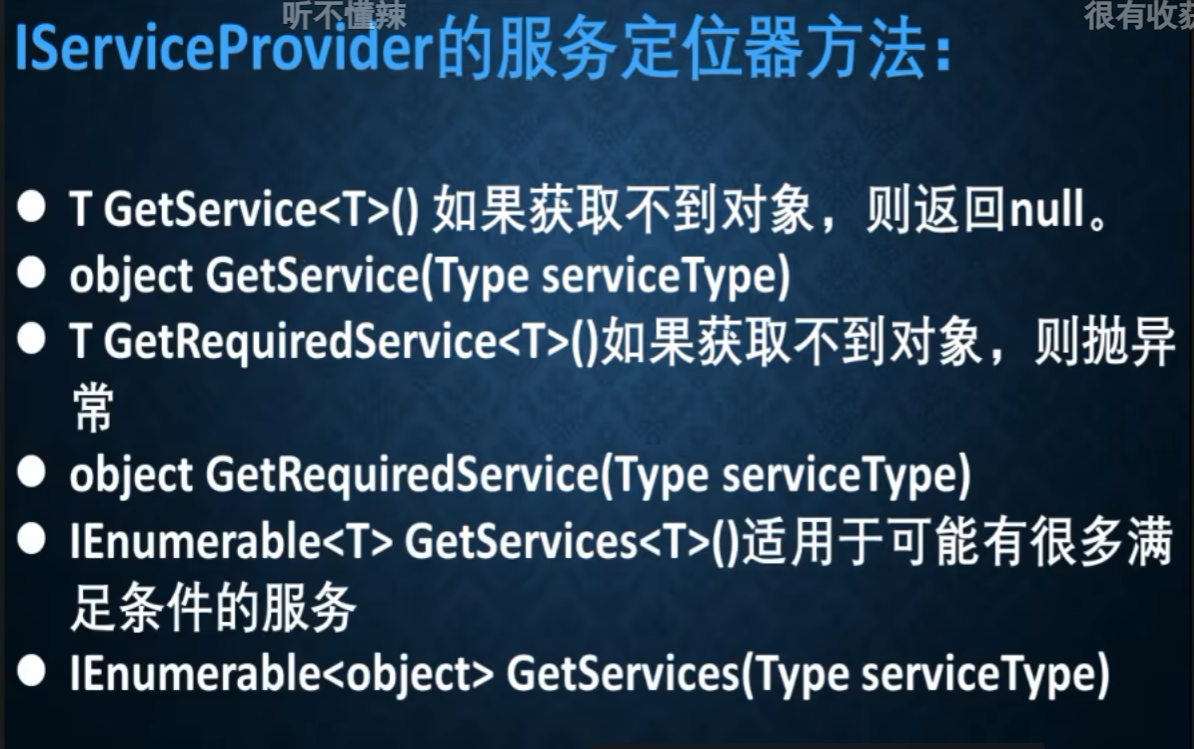 听不懂辣
很有收获
IServiceProvider的服务定位器方法：
● T GetService<T>() 如果获取不到对象，则返回null。
● object GetService(Type serviceType)
● T GetRequiredService<T>()如果获取不到对象，则抛异
常
● object GetRequiredService(Type serviceType)
● IEnumerable<T> GetServices<T>()适用于可能有很多满
足条件的服务
● IEnumerable<object> GetServices(Type serviceType)